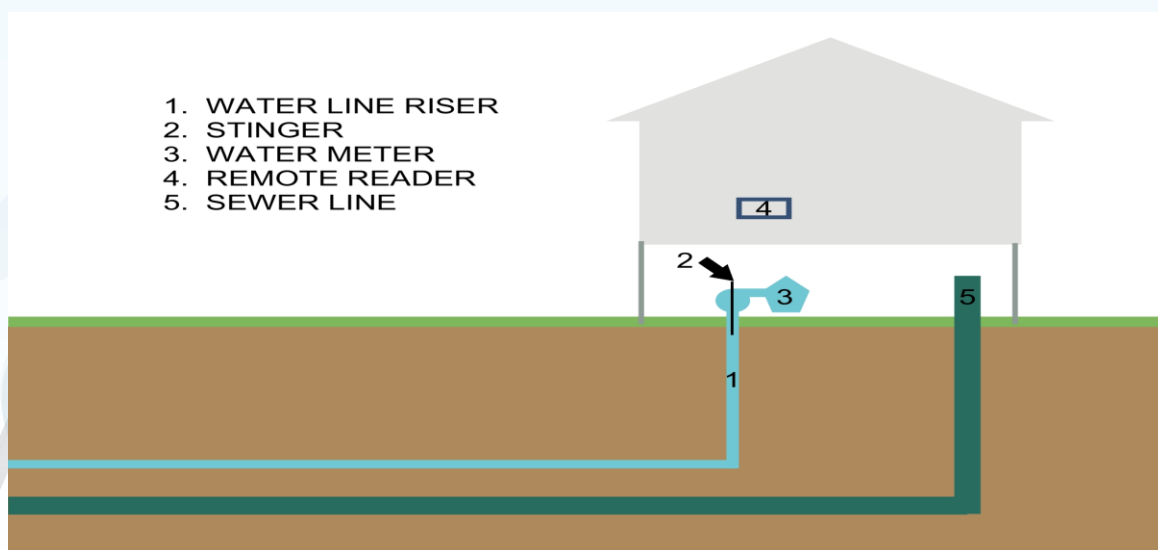 1. WATER LINE RISER
2. STINGER
3. WATER METER
4. REMOTE READER
5. SEWER LINE
4
2
3
5
1